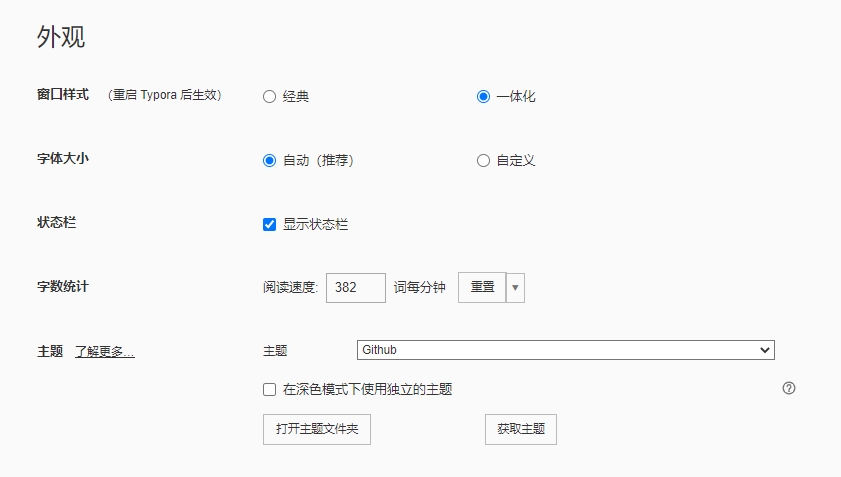 外观
窗口样式 （重启 Typora 后生效） 经典 一体化
字体大小 自动（推荐） 自定义
状态栏 显示状态栏
字数统计 阅读速度: 382 词每分钟 重置
主题 了解更多... 主题 Github
在深色模式下使用独立的主题
打开主题文件夹 获取主题